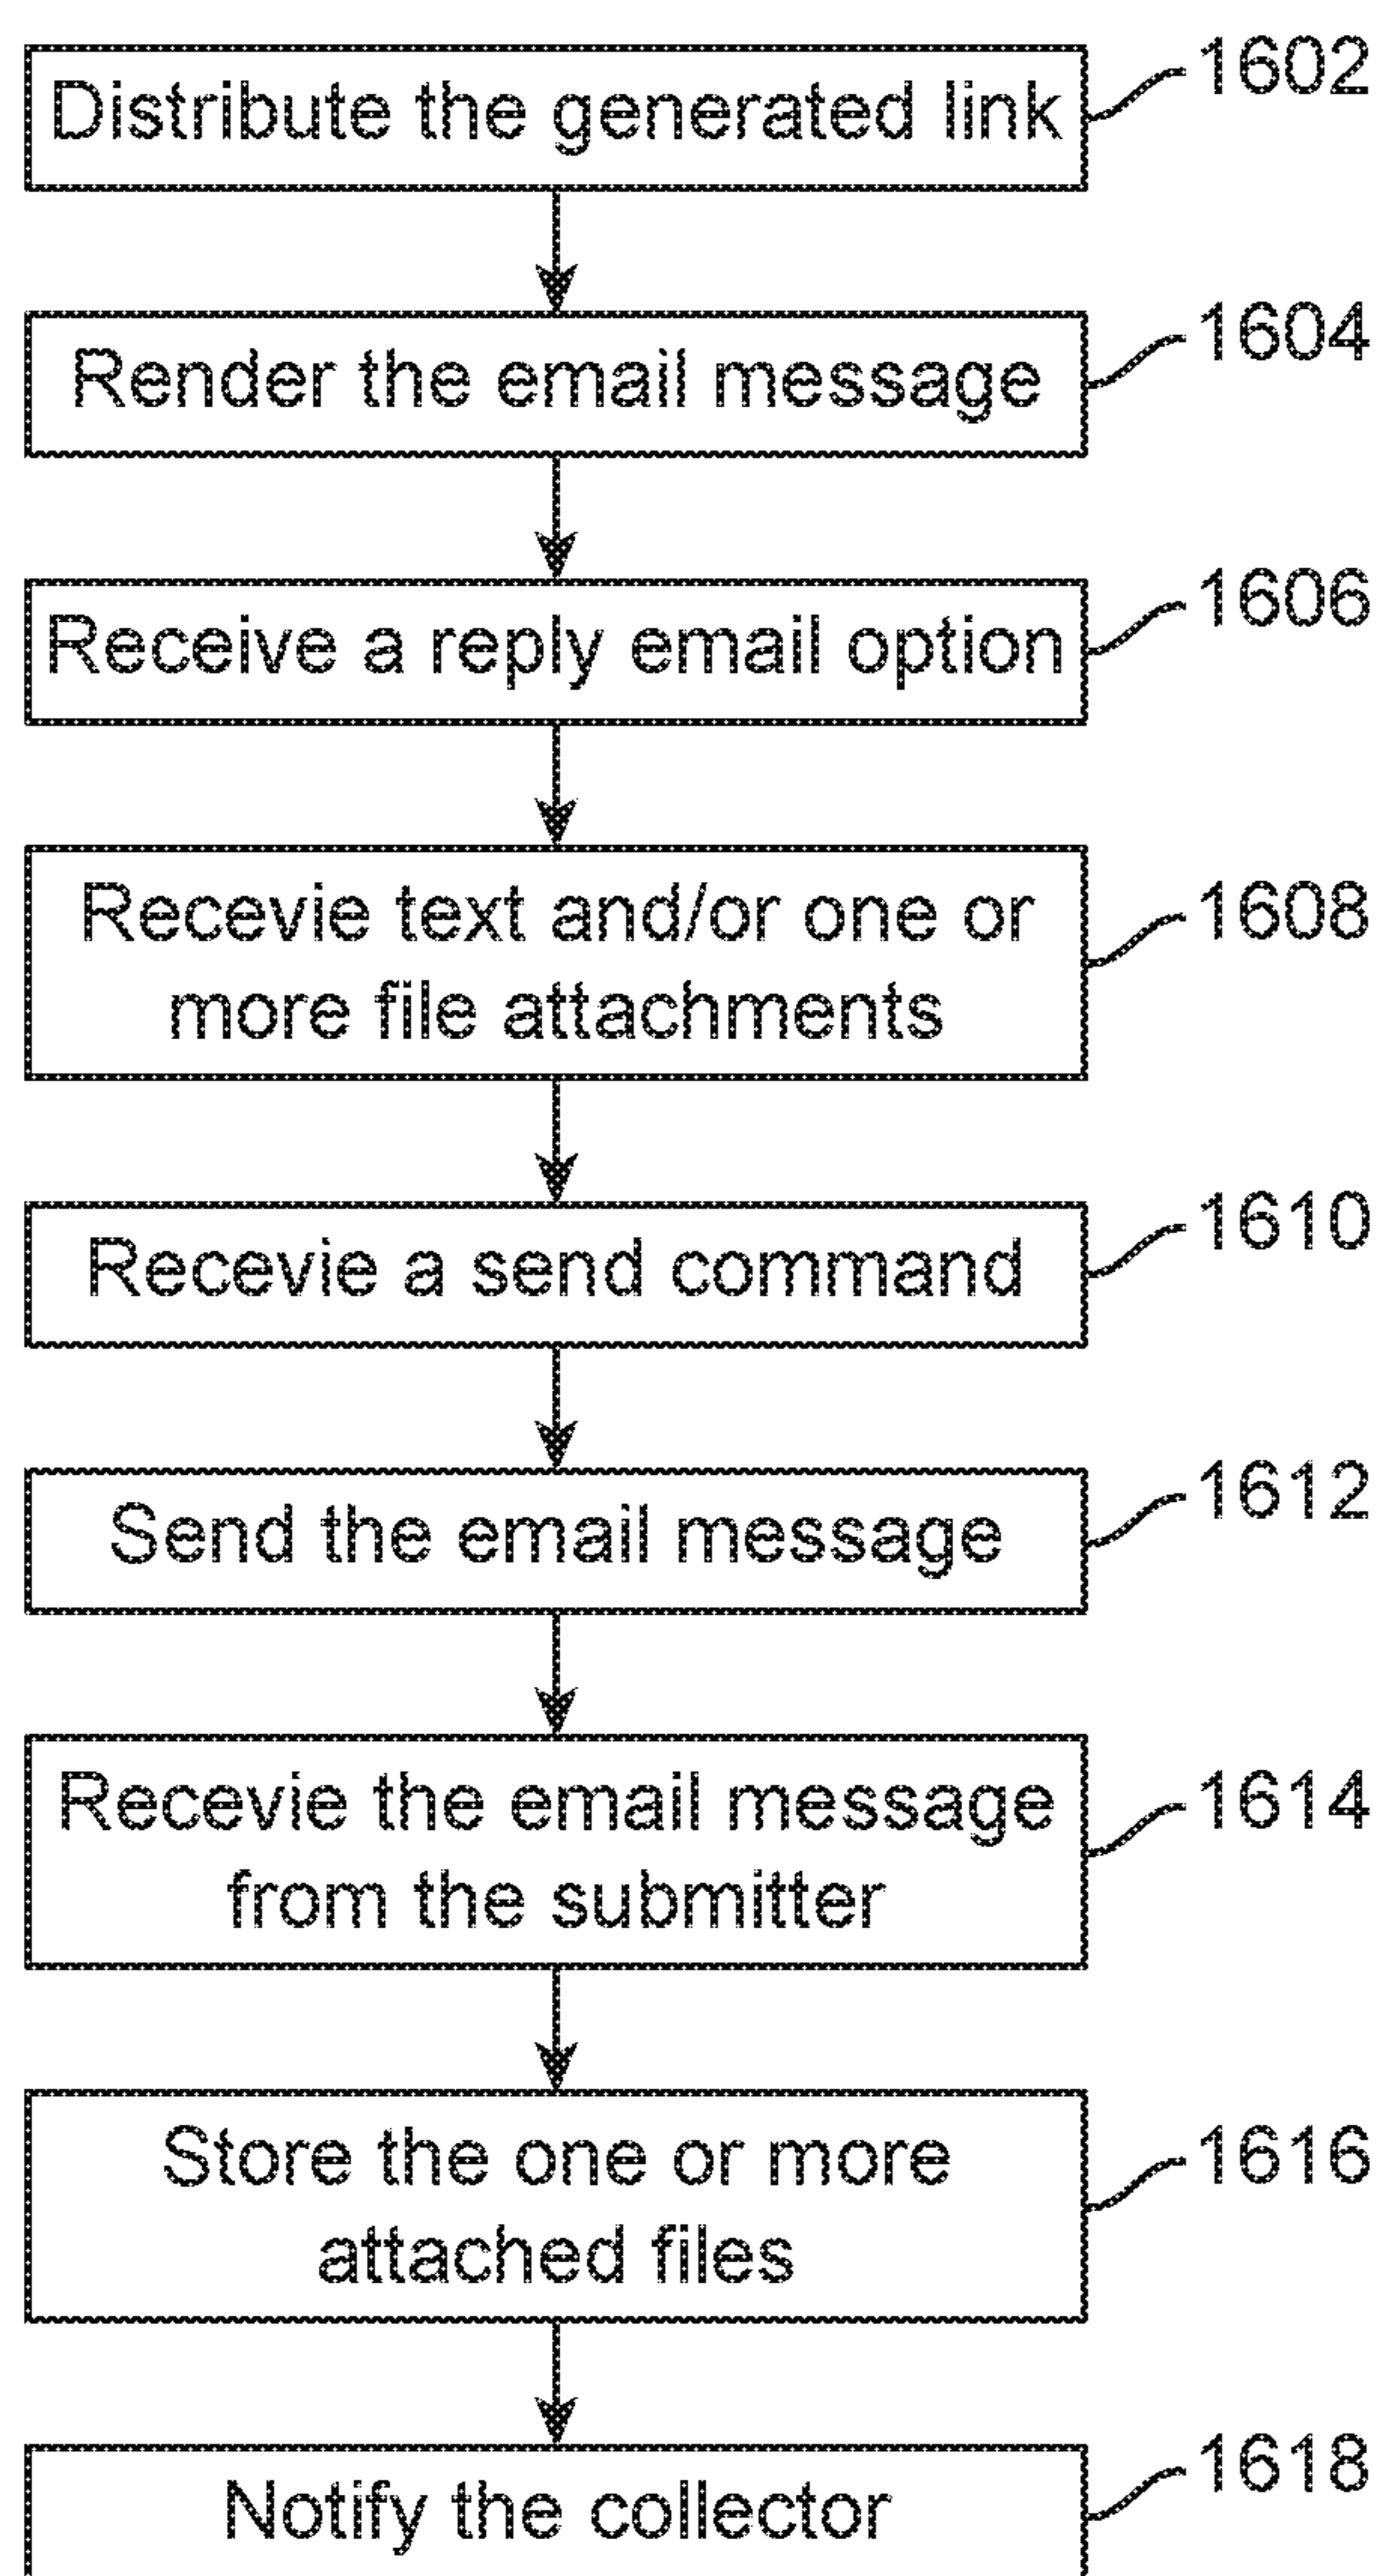 Distribute the generated link
1602
Render the email message
1604
Receive a reply email option
1606
Recevie text and/or one or
more file attachments
1608
Recevie a send command
1610
Send the email message
1612
Recevie the email message
from the submitter
1614
Store the one or more
attached files
1616
Notify the collector
1618